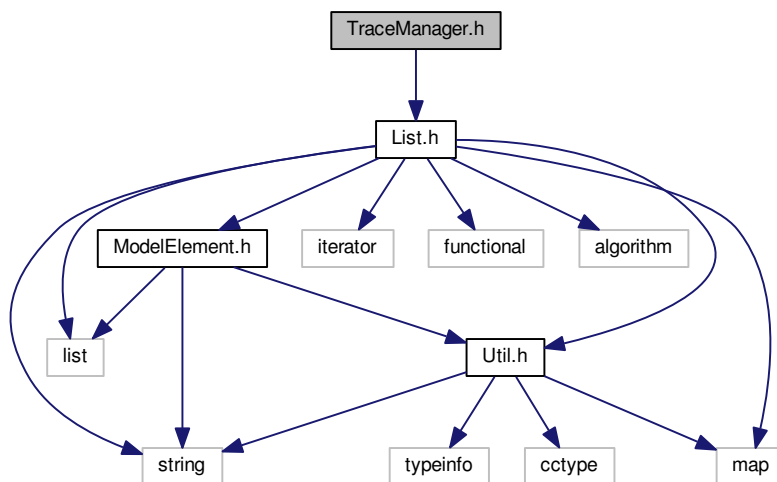 TraceManager.h
List.h
ModelElement.h
iterator
functional
algorithm
list
Util.h
string
typeinfo
cctype
map